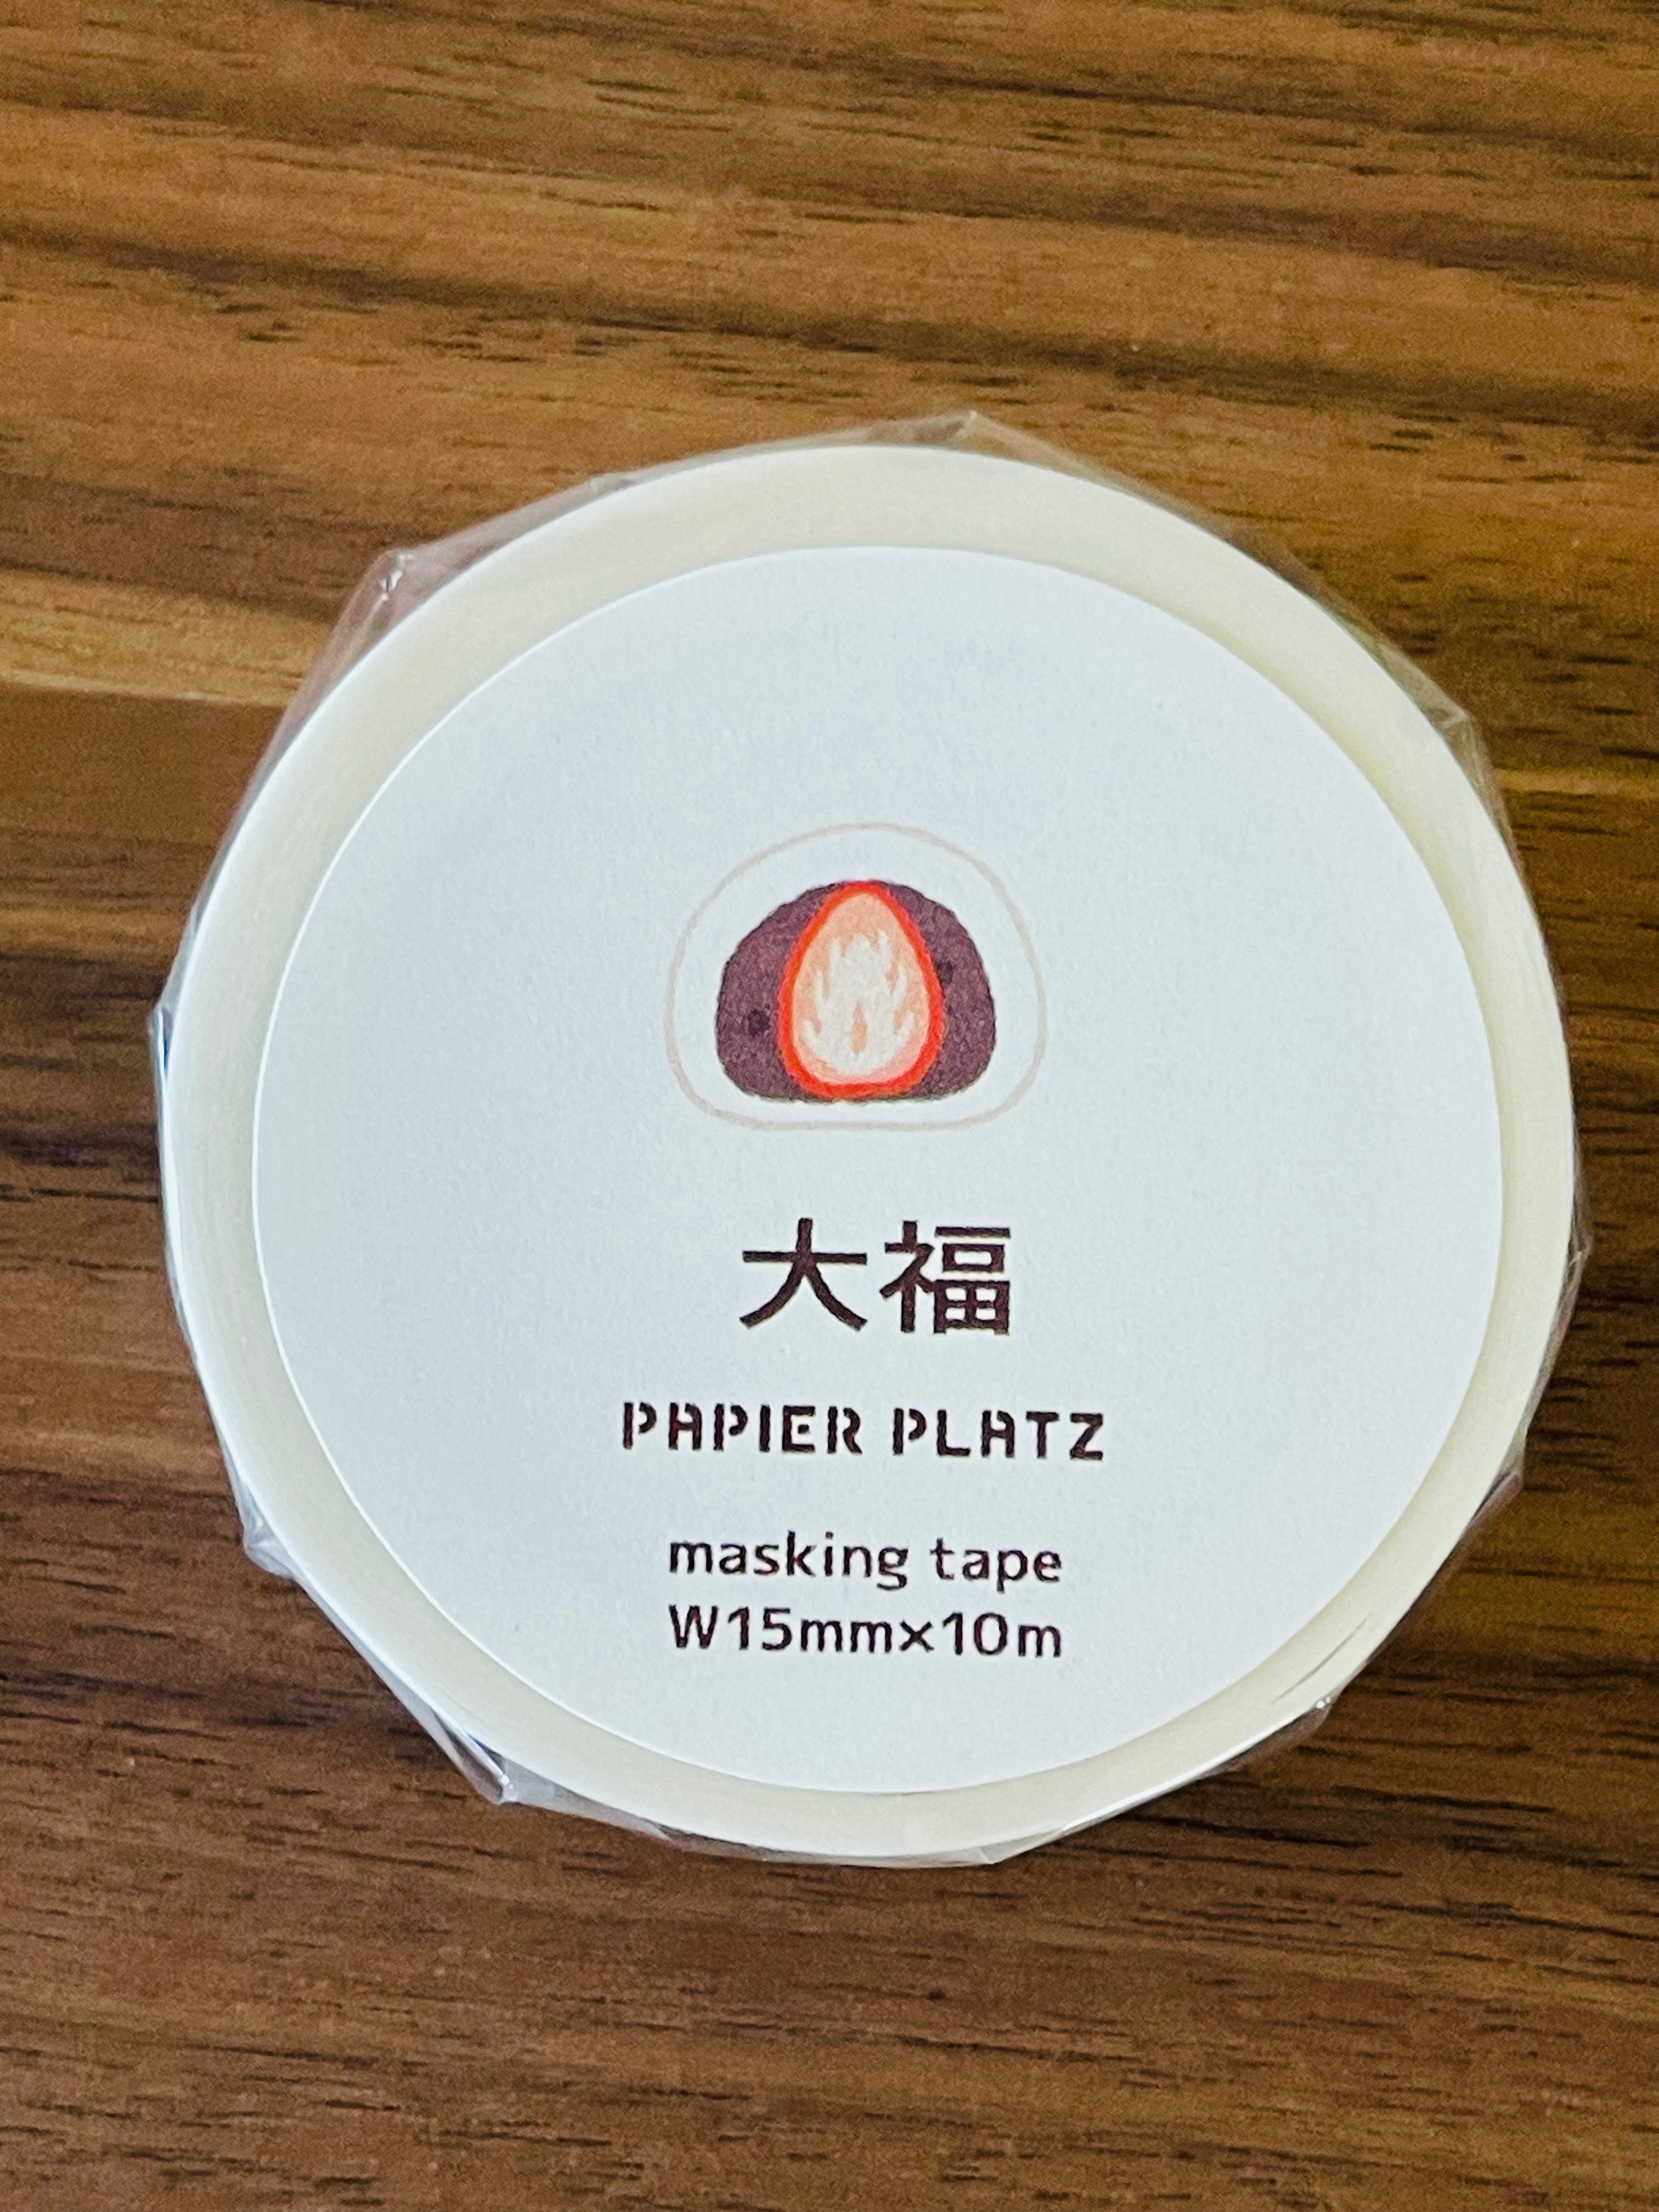 大福
PAPIER PLATZ
masking tape
W15mm×10m